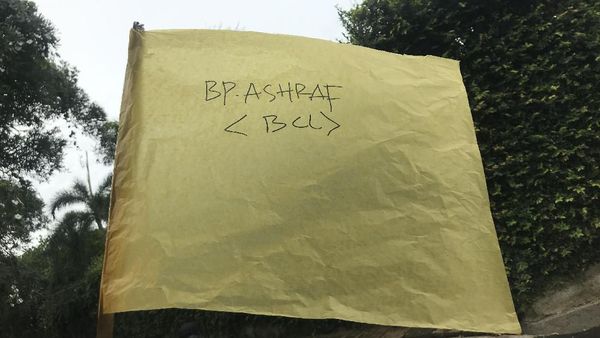 BP. ASHRAF
< BCL >